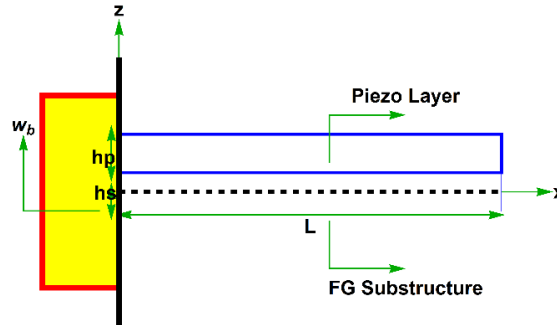 z
Piezo Layer
w_b
hp
hs
x
L
FG Substructure